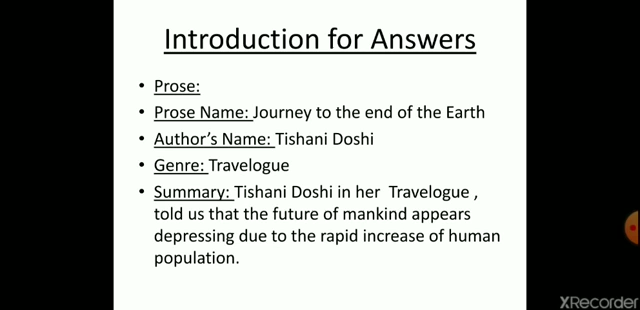 Introduction for Answers
• Prose:
• Prose Name: Journey to the end of the Earth
• Author's Name: Tishani Doshi
• Genre: Travelogue
• Summary: Tishani Doshi in her Travelogue ,
told us that the future of mankind appears
depressing due to the rapid increase of human
population.
XRecorder